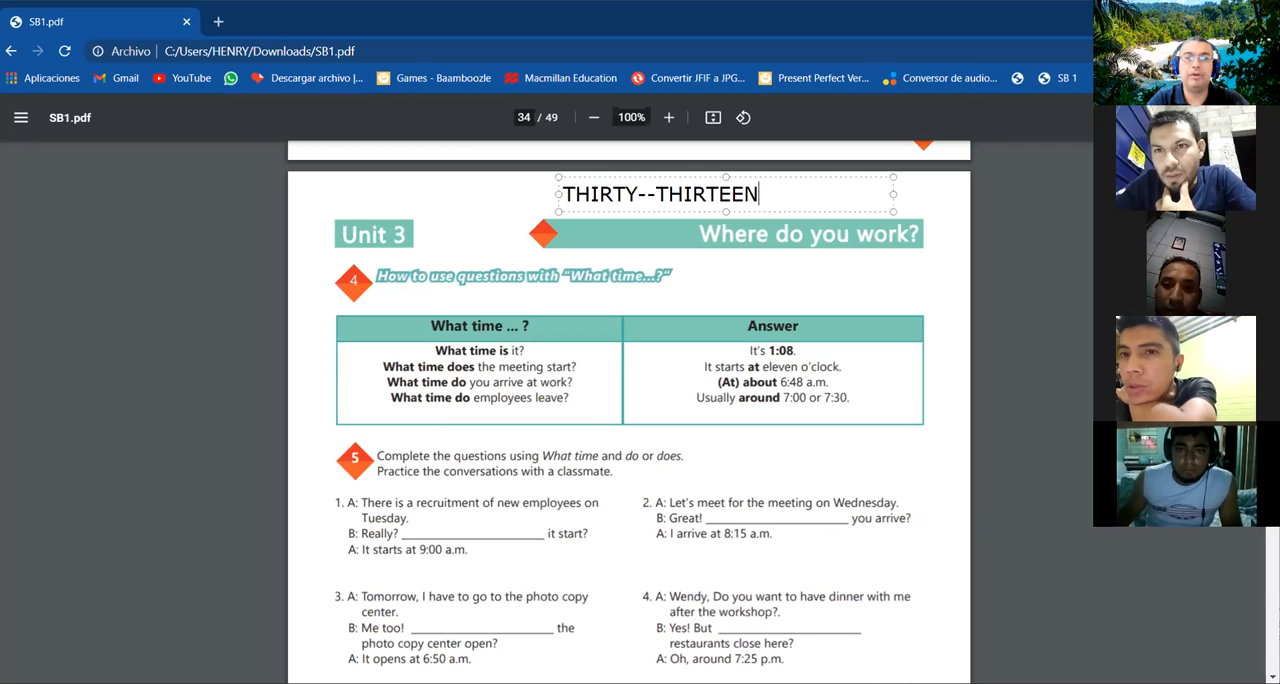 SB1.pdf
Archivo | C:/Users/HENRY/Downloads/SB1.pdf
Aplicaciones Gmail YouTube Descargar archivo |... Games - Baamboozle Macmillan Education Convertir JFIF a JPG... Present Perfect Ver... Conversor de audio... SB 1
SB1.pdf 34 / 49 100%
THIRTY--THIRTEEN
Unit 3 Where do you work?
4 How to use questions with “What time...?”
What time ... ? Answer
What time is it? It's 1:08.
What time does the meeting start? It starts at eleven o'clock.
What time do you arrive at work? (At) about 6:48 a.m.
What time do employees leave? Usually around 7:00 or 7:30.
5 Complete the questions using What time and do or does.
Practice the conversations with a classmate.
1. A: There is a recruitment of new employees on
Tuesday.
B: Really? ______________________ it start?
A: It starts at 9:00 a.m.
2. A: Let's meet for the meeting on Wednesday.
B: Great! ______________________ you arrive?
A: I arrive at 8:15 a.m.
3. A: Tomorrow, I have to go to the photo copy
center.
B: Me too! ______________________ the
photo copy center open?
A: It opens at 6:50 a.m.
4. A: Wendy, Do you want to have dinner with me
after the workshop?.
B: Yes! But ______________________
restaurants close here?
A: Oh, around 7:25 p.m.